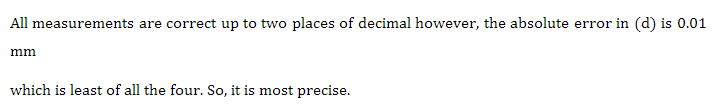 All measurements are correct up to two places of decimal however, the absolute error in (d) is 0.01
mm
which is least of all the four. So, it is most precise.